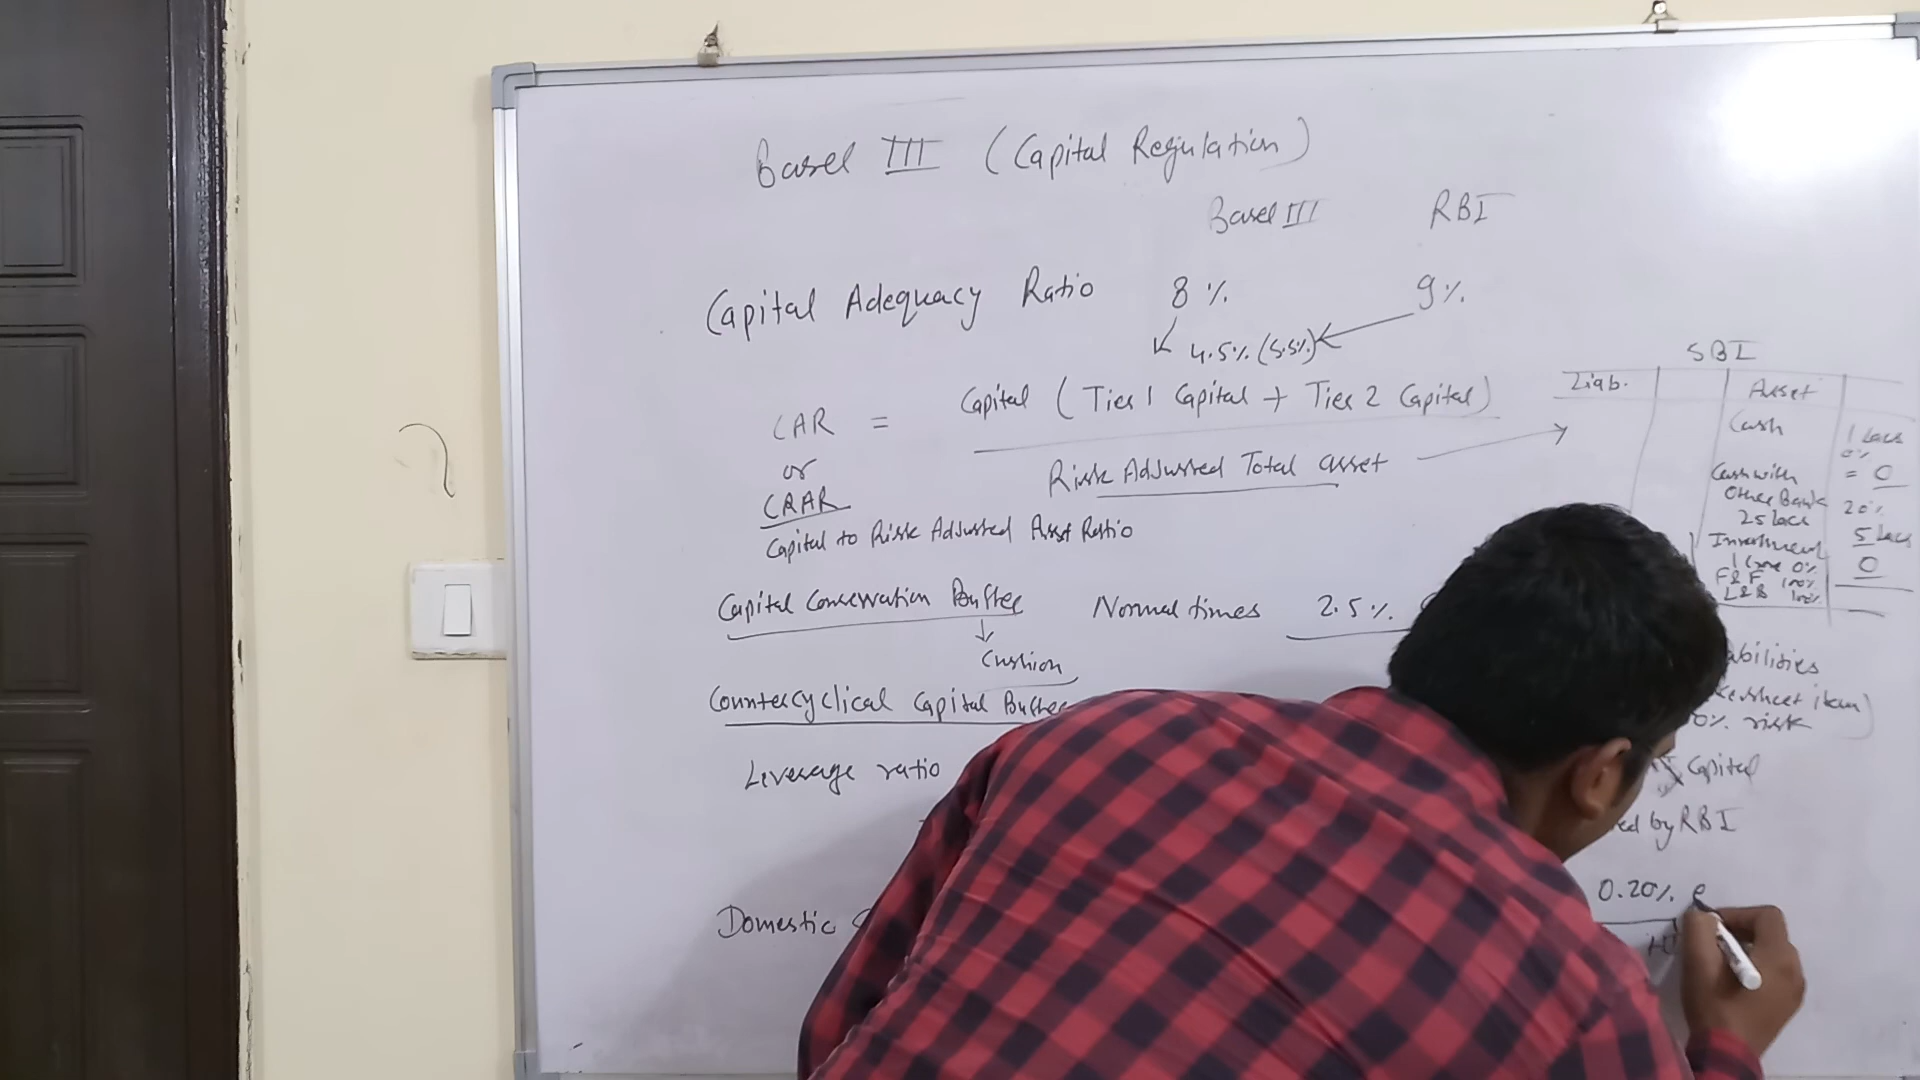 Basel III (Capital Regulation)
Basel III RBI
Capital Adequacy Ratio 8 % 9 %
4.5% (5.5%)
CAR = Capital (Tier 1 Capital + Tier 2 Capital)
Risk Adjusted Total asset
or
CRAR
Capital to Risk Adjusted Asset Ratio
Capital Conservation Buffer Normal times 2.5 %
Cushion
Countercyclical Capital Buffer
Leverage ratio
Domestic
SBI
Liab. Asset
Cash 1 Lacs
0%
Cash with = 0
Other Bank 20%
25 lacs
Investment 5 Lacs
1 Crore 0% 0
F&F 100%
L&B 100%
abilities
sheet item)
0% risk
Capital
ed by RBI
0.20% e